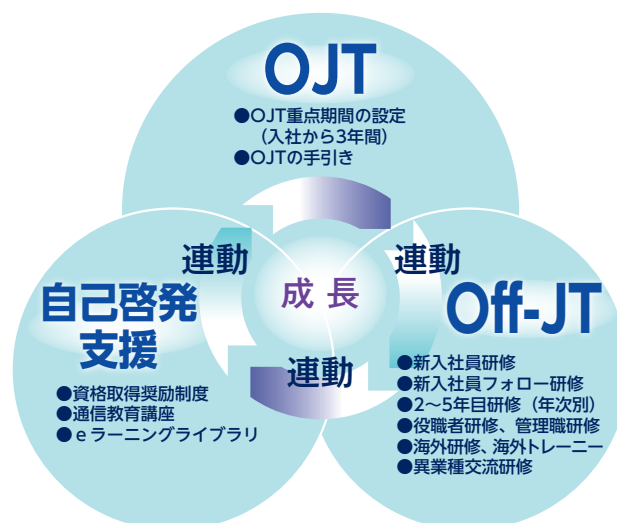 OJT
●OJT重点期間の設定
（入社から3年間）
●OJTの手引き
連動
連動
成長
連動
自己啓発
支援
●資格取得奨励制度
●通信教育講座
●eラーニングライブラリ
Off-JT
●新入社員研修
●新入社員フォロー研修
●2～5年目研修（年次別）
●役職者研修、管理職研修
●海外研修、海外トレーニー
●異業種交流研修